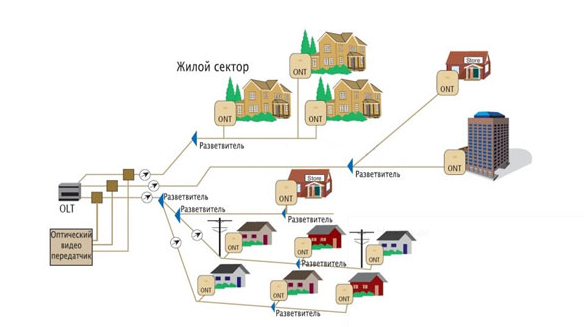 Жилой сектор
ONT
Store
ONT
ONT
ONT
ONT
Разветвитель
Разветвитель
ONT
Store
ONT
Разветвитель
OLT
Разветвитель
Разветвитель
Оптический
видео
передатчик
ONT
ONT
ONT
Разветвитель
ONT
ONT
ONT
Разветвитель